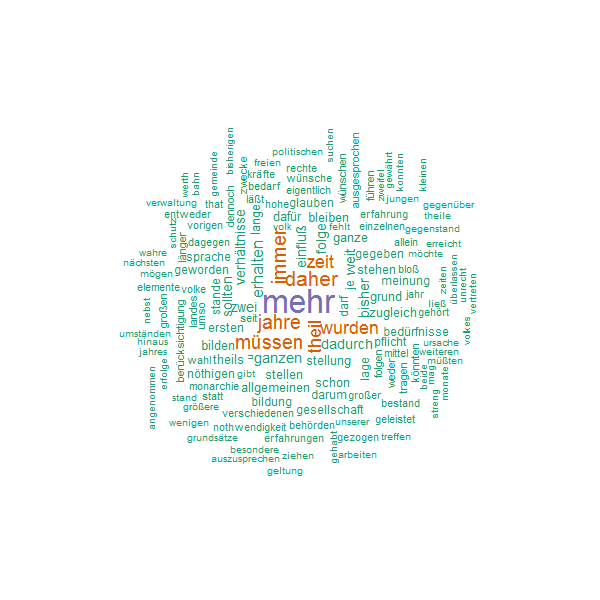 politischen
suchen
bisherigen
freien
rechte
gemeinde
zwecke
kräfte
wünsche
wünschen
ausgesprochen
gewährt
konnten
kleinen
zweifel
führen
werth
bahn
bedarf
eigentlich
jungen
verwaltung
that
dennoch
läßt
hohe
glauben
gegenüber
entweder
lange
dafür
bleiben
erfahrung
theile
vorigen
volk
fehlt
einzelnen
gegenstand
schutz
länger
dagegen
verhältnisse
immer
einfluß
folge
ganze
allein
erreicht
wahre
sprache
erhalten
zeit
je
weit
gegeben
möchte
nächsten
mögen
geworden
daher
stehen
bloß
überlassen
unrecht
elemente
volke
stande
sollten
bisher
meinung
zeiten
vertreten
nebst
großen
landes
umso
zwei
mehr
darf
grund
jahr
ließ
berücksichtigung
seit
jahre
zugleich
gehört
umständen
ersten
theil
wurden
bedürfnisse
volkes
hinaus
müssen
dadurch
pflicht
ursache
jahres
bilden
mittel
weiteren
erfolge
wahl
theils
ganzen
stellung
lage
folgen
weder
könnten
müßten
angenommen
nöthigen
gibt
stellen
schon
tragen
beide
mag
monate
monarchie
allgemeinen
darum
großer
streng
stand
statt
bildung
gesellschaft
bestand
größere
verschiedenen
geleistet
wenigen
nothwendigkeit
behörden
unserer
grundsätze
erfahrungen
gezogen
treffen
besondere
gehabt
auszusprechen
ziehen
arbeiten
geltung